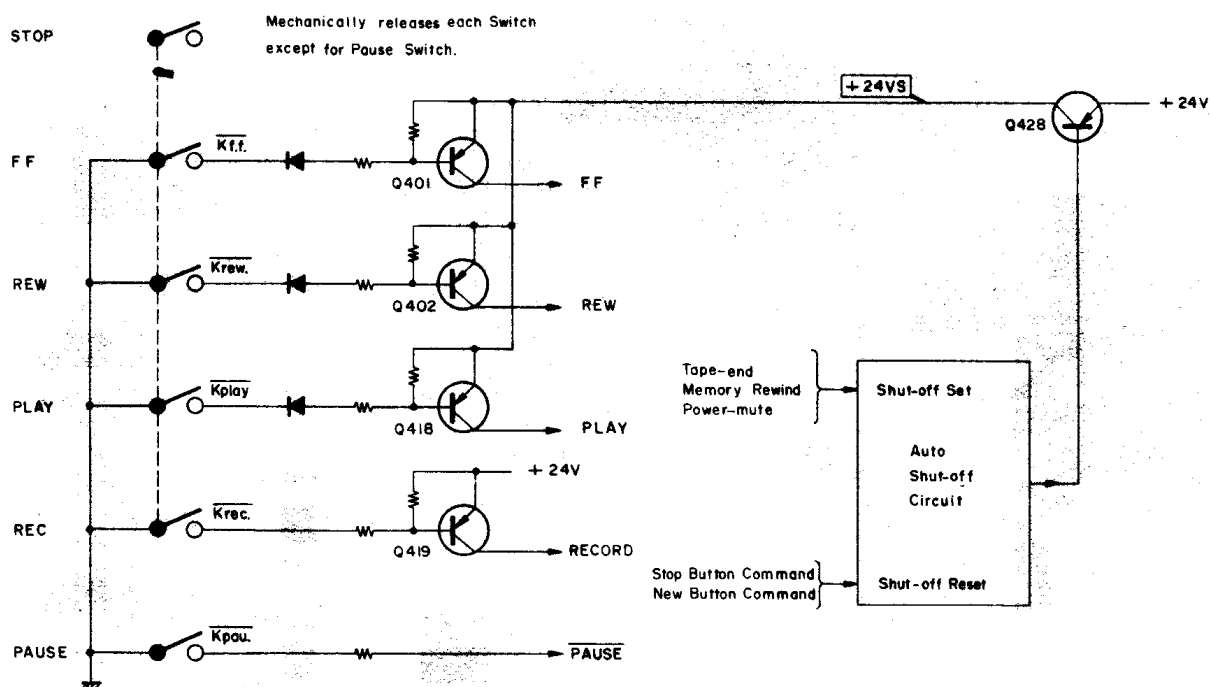 STOP
Mechanically releases each Switch
except for Pause Switch.
+24VS
+24V
Q428
FF
Kf.f.
Q401
FF
REW
Krew.
Q402
REW
PLAY
Kplay
Q418
PLAY
+24V
REC
Krec.
Q419
RECORD
PAUSE
Kpau.
PAUSE
Tape-end
Memory Rewind
Power-mute
Shut-off Set
Auto
Shut-off
Circuit
Stop Button Command
New Button Command
Shut-off Reset